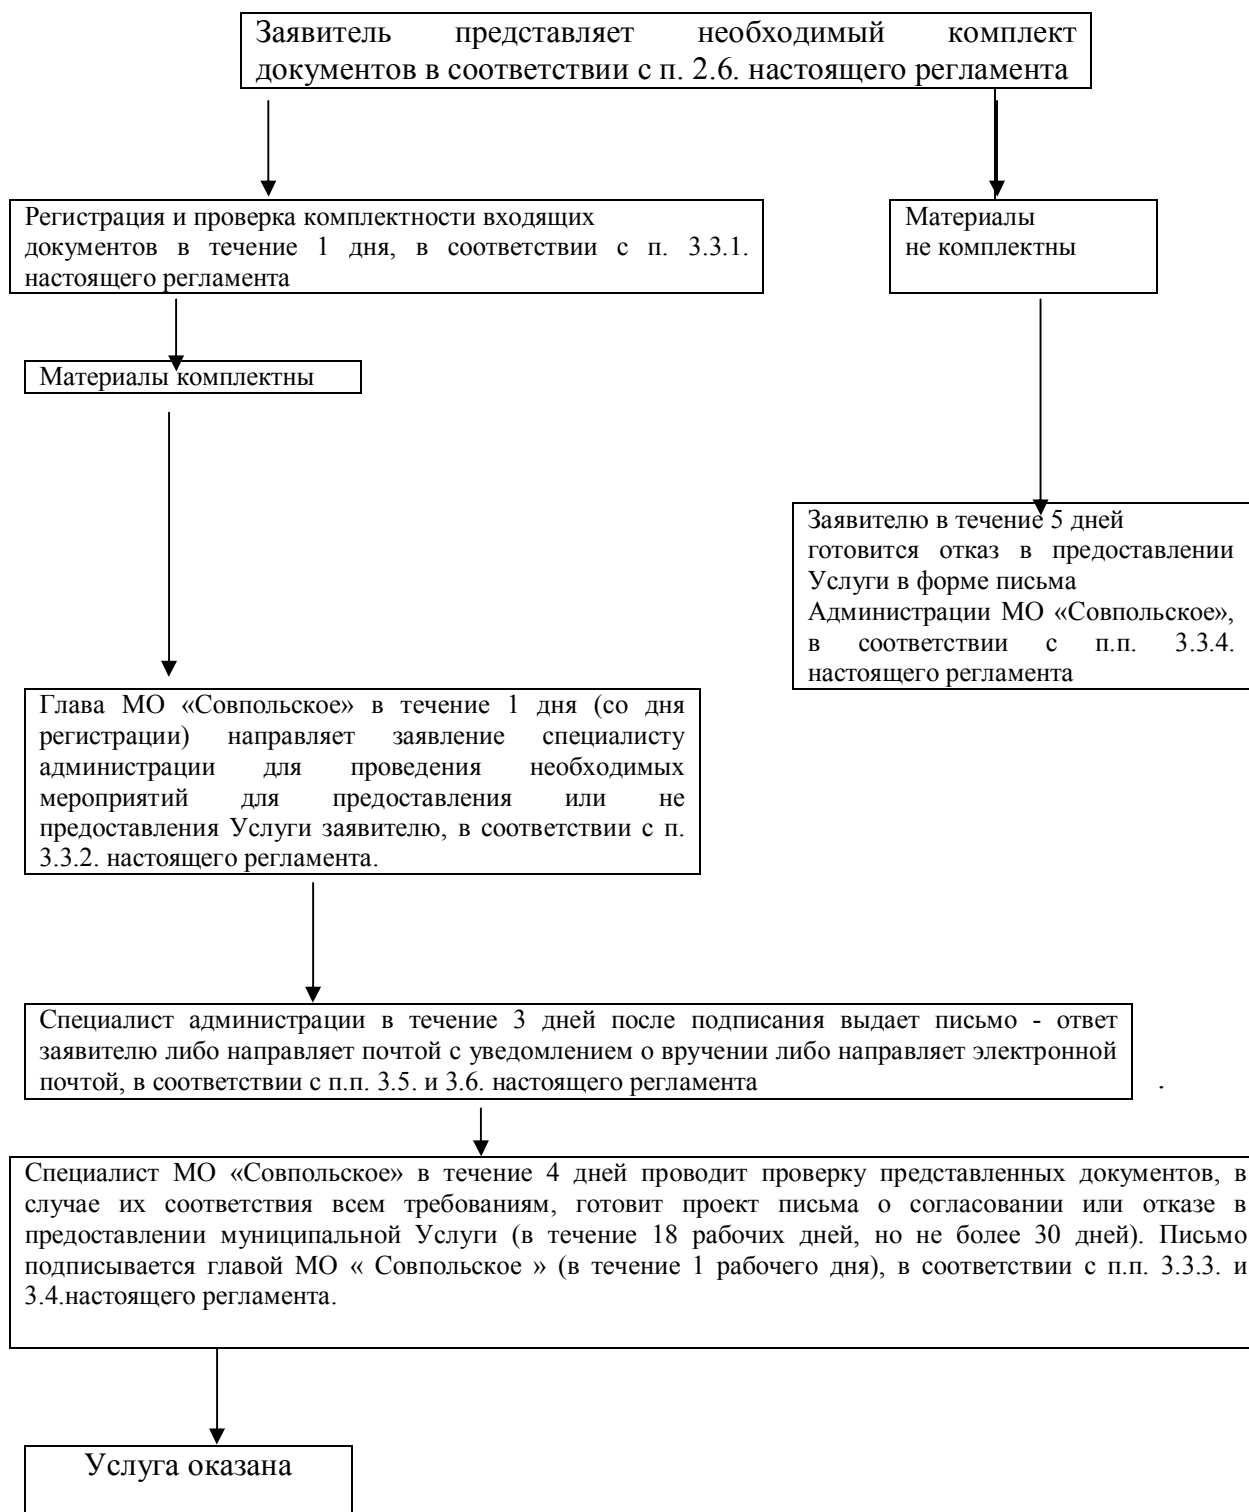 Заявитель представляет необходимый комплект
документов в соответствии с п. 2.6. настоящего регламента
Регистрация и проверка комплектности входящих
документов в течение 1 дня, в соответствии с п. 3.3.1.
настоящего регламента
Материалы
не комплектны
Материалы комплектны
Заявителю в течение 5 дней
готовится отказ в предоставлении
Услуги в форме письма
Администрации МО «Совпольское»,
в соответствии с п.п. 3.3.4.
настоящего регламента
Глава МО «Совпольское» в течение 1 дня (со дня
регистрации) направляет заявление специалисту
администрации для проведения необходимых
мероприятий для предоставления или не
предоставления Услуги заявителю, в соответствии с п.
3.3.2. настоящего регламента.
Специалист администрации в течение 3 дней после подписания выдает письмо - ответ
заявителю либо направляет почтой с уведомлением о вручении либо направляет электронной
почтой, в соответствии с п.п. 3.5. и 3.6. настоящего регламента
.
Специалист МО «Совпольское» в течение 4 дней проводит проверку представленных документов, в
случае их соответствия всем требованиям, готовит проект письма о согласовании или отказе в
предоставлении муниципальной Услуги (в течение 18 рабочих дней, но не более 30 дней). Письмо
подписывается главой МО « Совпольское » (в течение 1 рабочего дня), в соответствии с п.п. 3.3.3. и
3.4.настоящего регламента.
Услуга оказана